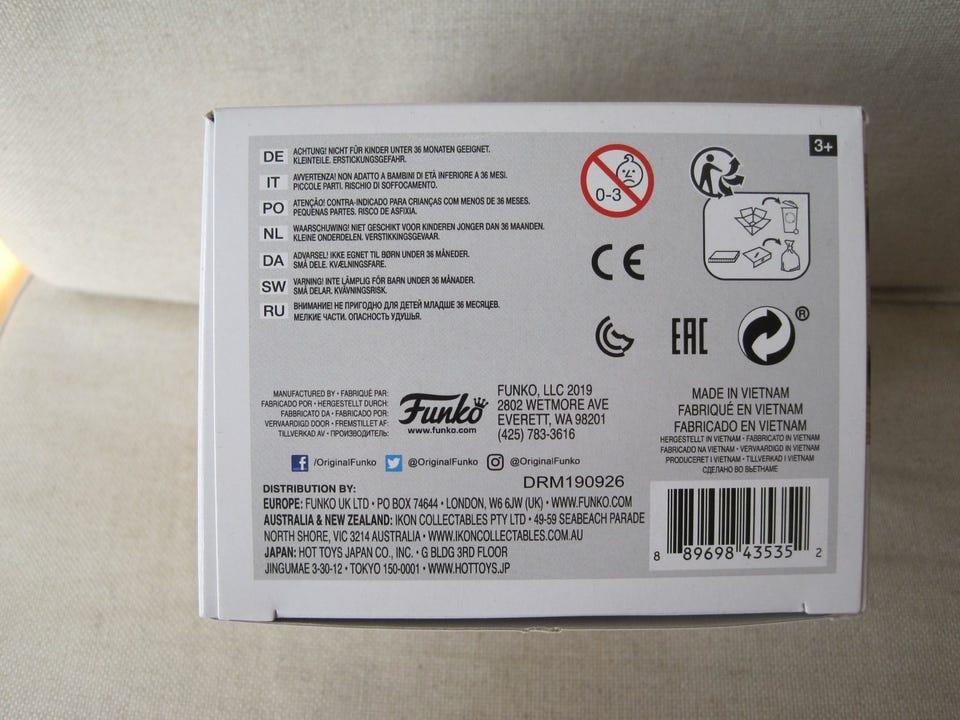 DE ACHTUNG! NICHT FÜR KINDER UNTER 36 MONATEN GEEIGNET.
KLEINTEILE. ERSTICKUNGSGEFAHR.
IT AVVERTENZA! NON ADATTO A BAMBINI DI ETÀ INFERIORE A 36 MESI.
PICCOLE PARTI. RISCHIO DI SOFFOCAMENTO.
PO ATENÇÃO! CONTRA-INDICADO PARA CRIANÇAS COM MENOS DE 36 MESES.
PEQUENAS PARTES. RISCO DE ASFIXIA.
NL WAARSCHUWING! NIET GESCHIKT VOOR KINDEREN JONGER DAN 36 MAANDEN.
KLEINE ONDERDELEN. VERSTIKKINGSGEVAAR.
DA ADVARSEL! IKKE EGNET TIL BØRN UNDER 36 MÅNEDER.
SMÅ DELE. KVÆLNINGSFARE.
SW VARNING! INTE LÄMPLIG FÖR BARN UNDER 36 MÅNADER.
SMÅ DELAR. KVÄVNINGSRISK.
RU ВНИМАНИЕ! НЕ ПРИГОДНО ДЛЯ ДЕТЕЙ МЛАДШЕ 36 МЕСЯЦЕВ.
МЕЛКИЕ ЧАСТИ. ОПАСНОСТЬ УДУШЬЯ.
0-3
3+
CE
EAC
®
MANUFACTURED BY • FABRIQUÉ PAR:
FABRICADO POR • HERGESTELLT DURCH:
FABBRICATO DA • FABRICADO POR:
VERVAARDIGD DOOR • FREMSTILLET AF:
TILLVERKAD AV • ПРОИЗВОДИТЕЛЬ:
Funko
www.funko.com
FUNKO, LLC 2019
2802 WETMORE AVE
EVERETT, WA 98201
(425) 783-3616
MADE IN VIETNAM
FABRIQUÉ EN VIETNAM
FABRICADO EN VIETNAM
HERGESTELLT IN VIETNAM • FABBRICATO IN VIETNAM
FABRICADO NA VIETNAM • VERVAARDIGD IN VIETNAM
PRODUCERET I VIETNAM • TILLVERKAD I VIETNAM
СДЕЛАНО ВО ВЬЕТНАМЕ
f /OriginalFunko @OriginalFunko @OriginalFunko
DRM190926
DISTRIBUTION BY:
EUROPE: FUNKO UK LTD • PO BOX 74644 • LONDON, W6 6JW (UK) • WWW.FUNKO.COM
AUSTRALIA & NEW ZEALAND: IKON COLLECTABLES PTY LTD • 49-59 SEABEACH PARADE
NORTH SHORE, VIC 3214 AUSTRALIA • WWW.IKONCOLLECTABLES.COM.AU
JAPAN: HOT TOYS JAPAN CO., INC. • G BLDG 3RD FLOOR
JINGUMAE 3-30-12 • TOKYO 150-0001 • WWW.HOTTOYS.JP
8 89698 43535 2